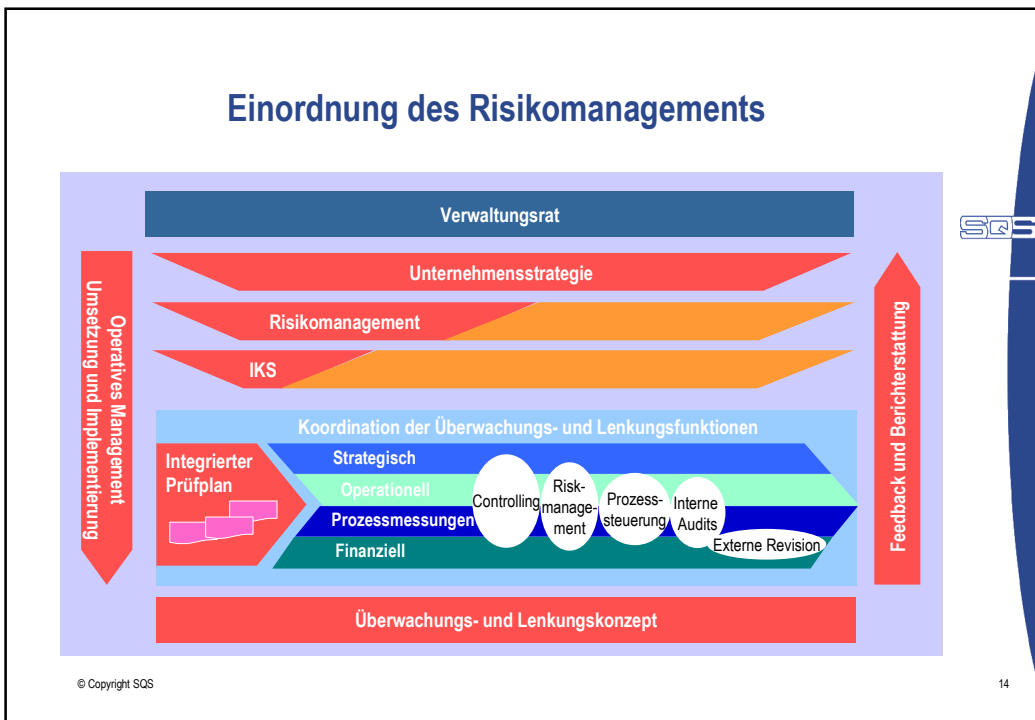 Einordnung des Risikomanagements
Verwaltungsrat
SQS
Unternehmensstrategie
Risikomanagement
IKS
Operatives Management
Umsetzung und Implementierung
Feedback und Berichterstattung
Koordination der Überwachungs- und Lenkungsfunktionen
Integrierter
Prüfplan
Strategisch
Operationell
Prozessmessungen
Finanziell
Controlling
Risk-
manage-
ment
Prozess-
steuerung
Interne
Audits
Externe Revision
Überwachungs- und Lenkungskonzept
© Copyright SQS
14